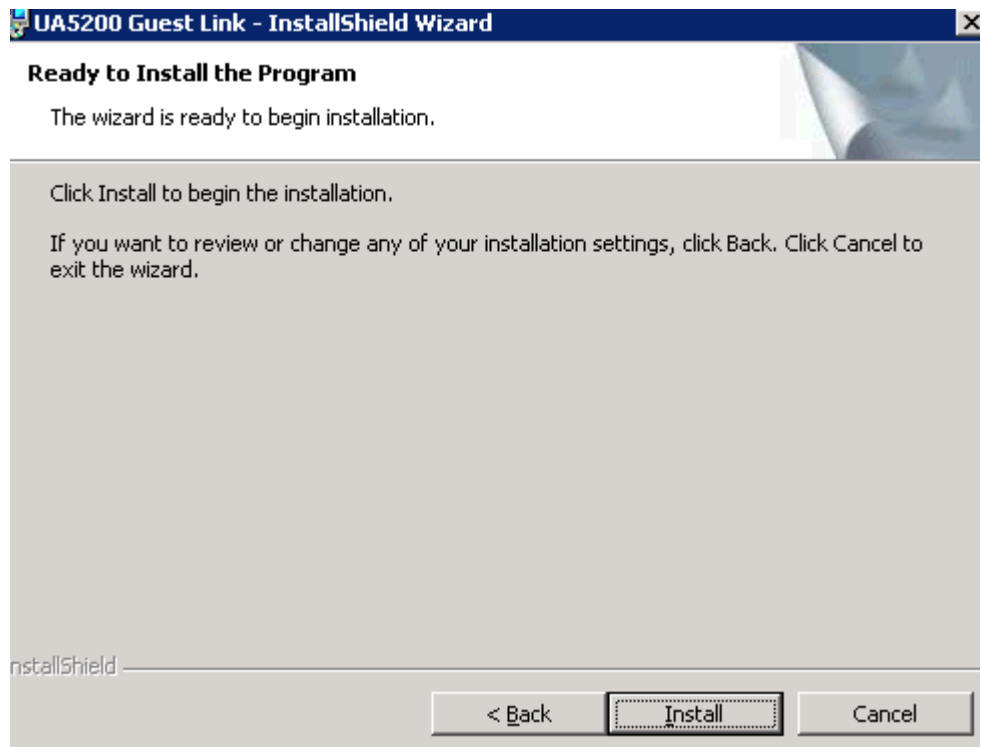 UA5200 Guest Link - InstallShield Wizard
Ready to Install the Program
The wizard is ready to begin installation.
Click Install to begin the installation.
If you want to review or change any of your installation settings, click Back. Click Cancel to
exit the wizard.
nstallShield
< Back
Install
Cancel